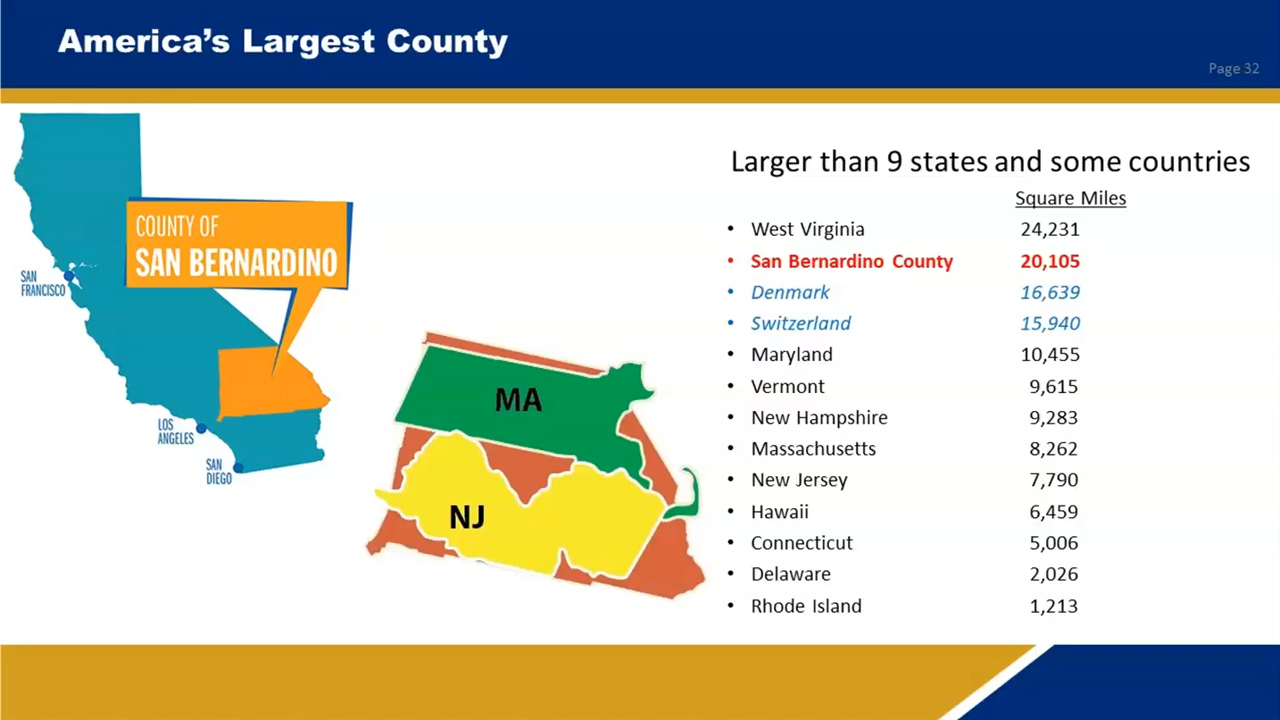 America's Largest County
Page 32
COUNTY OF
SAN BERNARDINO
SAN
FRANCISCO
LOS
ANGELES
SAN
DIEGO
MA
NJ
Larger than 9 states and some countries
Square Miles
• West Virginia 24,231
• San Bernardino County 20,105
• Denmark 16,639
• Switzerland 15,940
• Maryland 10,455
• Vermont 9,615
• New Hampshire 9,283
• Massachusetts 8,262
• New Jersey 7,790
• Hawaii 6,459
• Connecticut 5,006
• Delaware 2,026
• Rhode Island 1,213